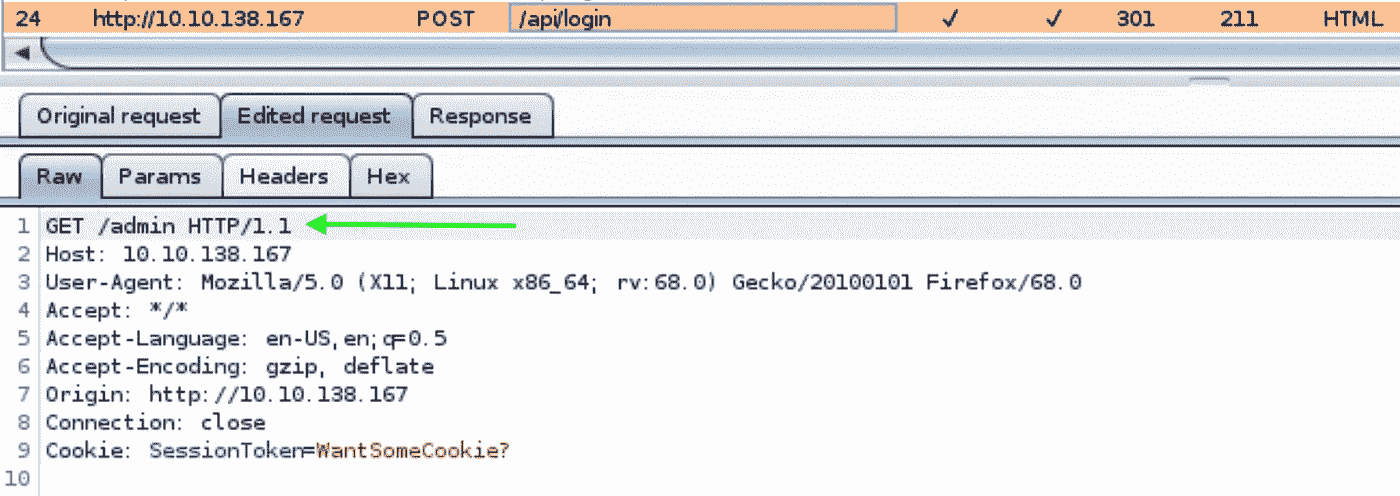 24 http://10.10.138.167 POST /api/login ✓ ✓ 301 211 HTML
Original request Edited request Response
Raw Params Headers Hex
1 GET /admin HTTP/1.1
2 Host: 10.10.138.167
3 User-Agent: Mozilla/5.0 (X11; Linux x86_64; rv:68.0) Gecko/20100101 Firefox/68.0
4 Accept: */*
5 Accept-Language: en-US,en;q=0.5
6 Accept-Encoding: gzip, deflate
7 Origin: http://10.10.138.167
8 Connection: close
9 Cookie: SessionToken=WantSomeCookie?
10